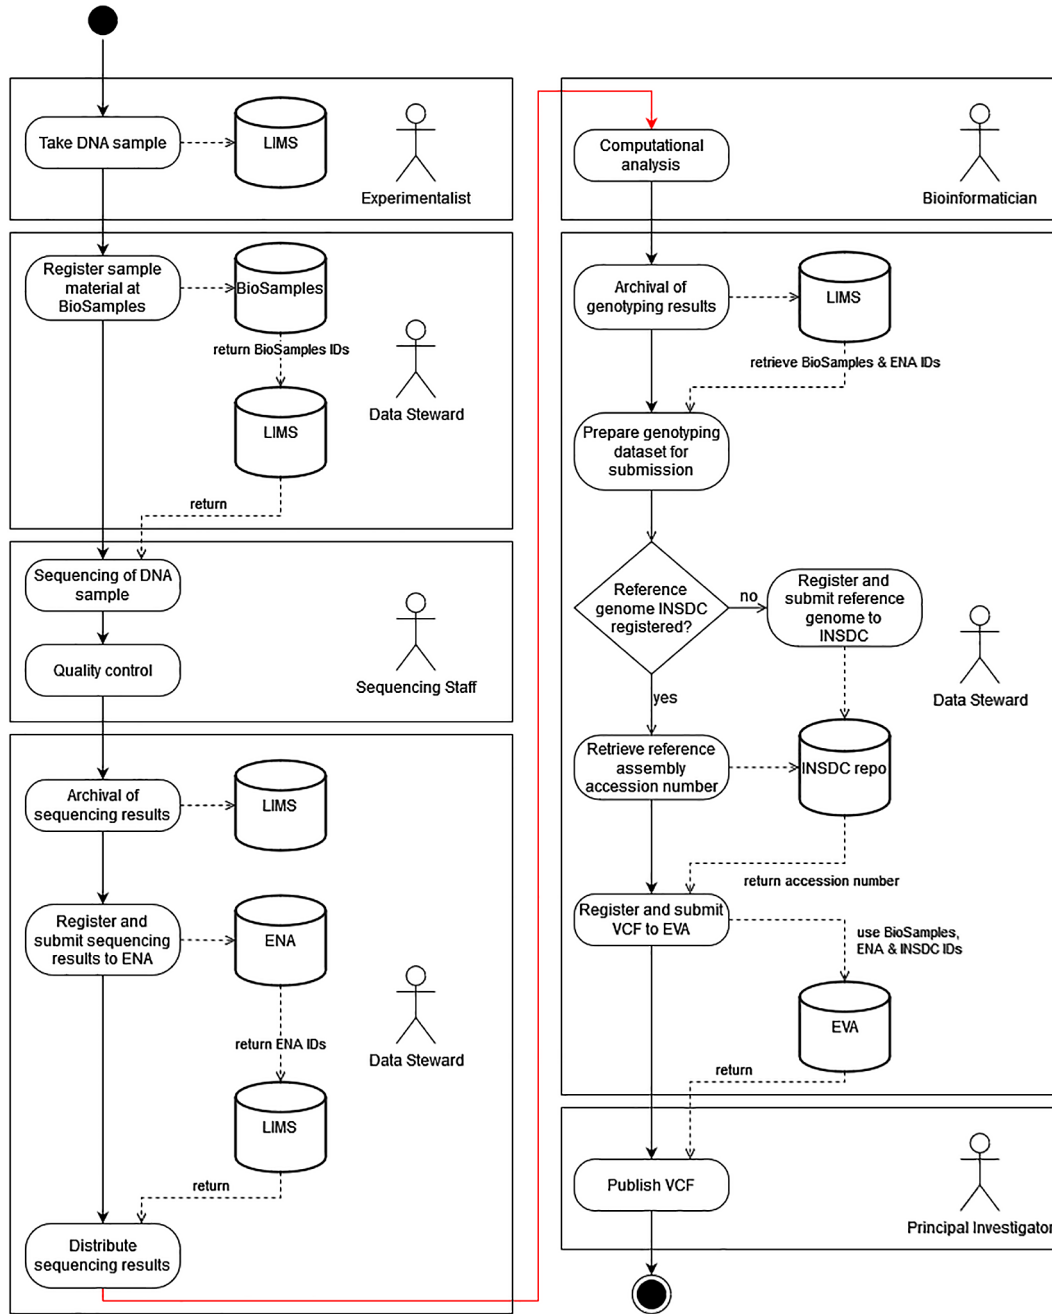 Take DNA sample
LIMS
Experimentalist
Register sample
material at
BioSamples
BioSamples
return BioSamples IDs
LIMS
Data Steward
return
Sequencing of DNA
sample
Quality control
Sequencing Staff
Archival of
sequencing results
LIMS
Register and
submit sequencing
results to ENA
ENA
return ENA IDs
Data Steward
LIMS
return
Distribute
sequencing results
Computational
analysis
Bioinformatician
Archival of
genotyping results
LIMS
retrieve BioSamples & ENA IDs
Prepare genotyping
dataset for
submission
Reference
genome INSDC
registered?
no
Register and
submit reference
genome to
INSDC
Data Steward
yes
Retrieve reference
assembly
accession number
INSDC repo
return accession number
Register and submit
VCF to EVA
use BioSamples,
ENA & INSDC IDs
EVA
return
Publish VCF
Principal Investigator